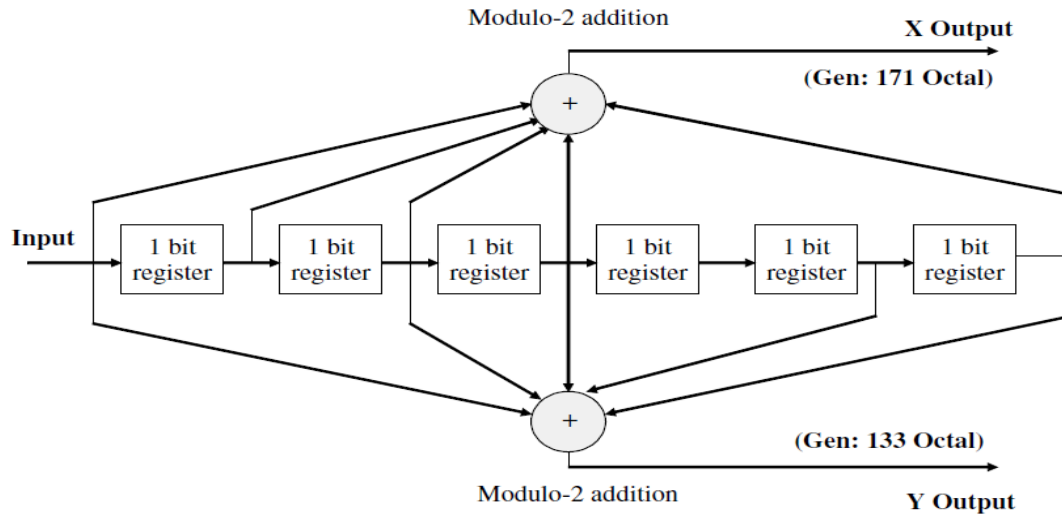 Modulo-2 addition
X Output
+
(Gen: 171 Octal)
Input
1 bit
register
1 bit
register
1 bit
register
1 bit
register
1 bit
register
1 bit
register
+
(Gen: 133 Octal)
Modulo-2 addition
Y Output